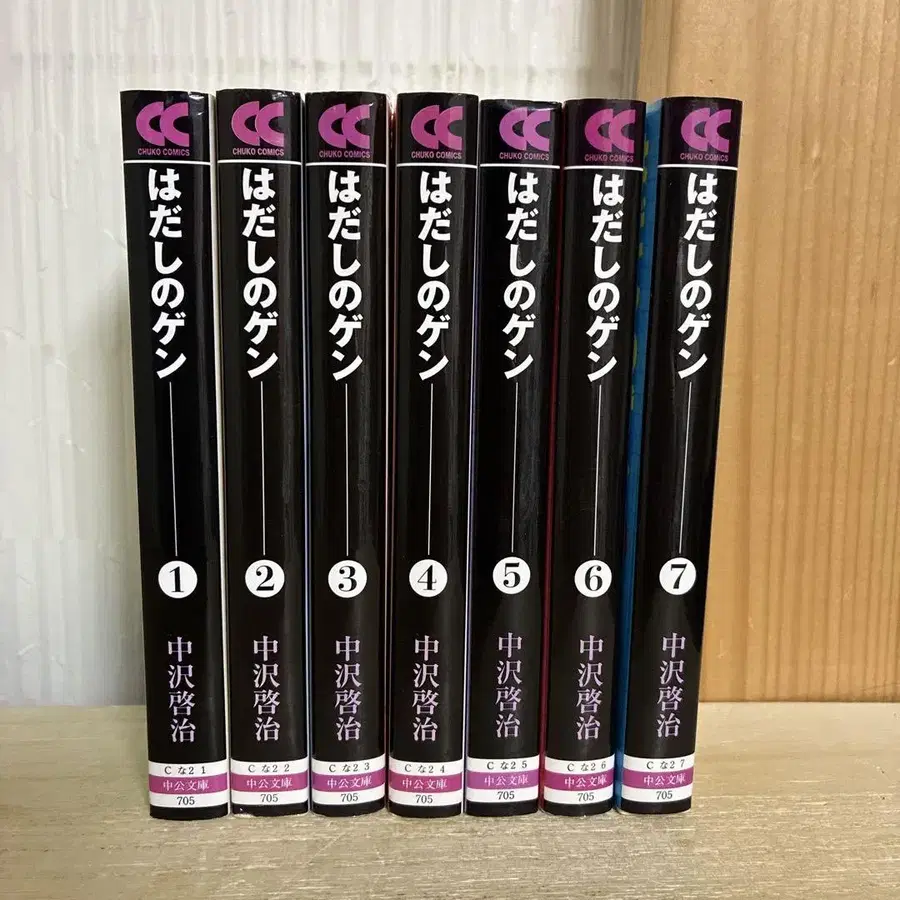 CC
CHUKO COMICS
はだしのゲン
1
中沢啓治
C な2 1
中公文庫
705
CC
CHUKO COMICS
はだしのゲン
2
中沢啓治
C な2 2
中公文庫
705
CC
CHUKO COMICS
はだしのゲン
3
中沢啓治
C な2 3
中公文庫
705
CC
CHUKO COMICS
はだしのゲン
4
中沢啓治
C な2 4
中公文庫
705
CC
CHUKO COMICS
はだしのゲン
5
中沢啓治
C な2 5
中公文庫
705
CC
CHUKO COMICS
はだしのゲン
6
中沢啓治
C な2 6
中公文庫
705
CC
CHUKO COMICS
はだしのゲン
7
中沢啓治
C な2 7
中公文庫
705